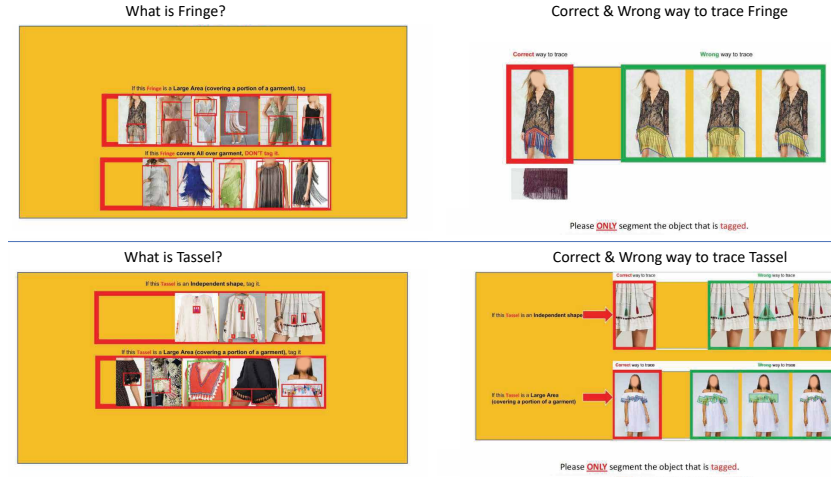 What is Fringe?
If this Fringe is a Large Area (covering a portion of a garment), tag
If this Fringe covers All over garment, DON'T tag it.
Correct & Wrong way to trace Fringe
Correct way to trace
Wrong way to trace
Please ONLY segment the object that is tagged.
What is Tassel?
If this Tassel is an Independent shape, tag it.
If this Tassel is a Large Area (covering a portion of a garment), tag it
Correct & Wrong way to trace Tassel
Correct way to trace
Wrong way to trace
If this Tassel is an Independent shape
Correct way to trace
Wrong way to trace
If this Tassel is a Large Area
(covering a portion of a garment)
Please ONLY segment the object that is tagged.